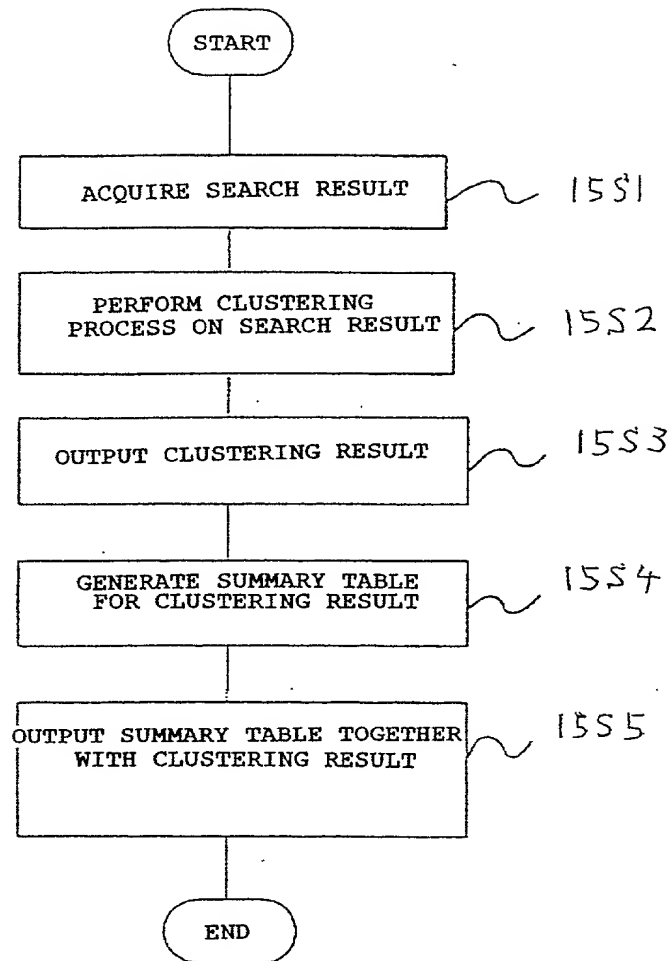 START
ACQUIRE SEARCH RESULT
15S1
PERFORM CLUSTERING
PROCESS ON SEARCH RESULT
15S2
OUTPUT CLUSTERING RESULT
15S3
GENERATE SUMMARY TABLE
FOR CLUSTERING RESULT
15S4
OUTPUT SUMMARY TABLE TOGETHER
WITH CLUSTERING RESULT
15S5
END